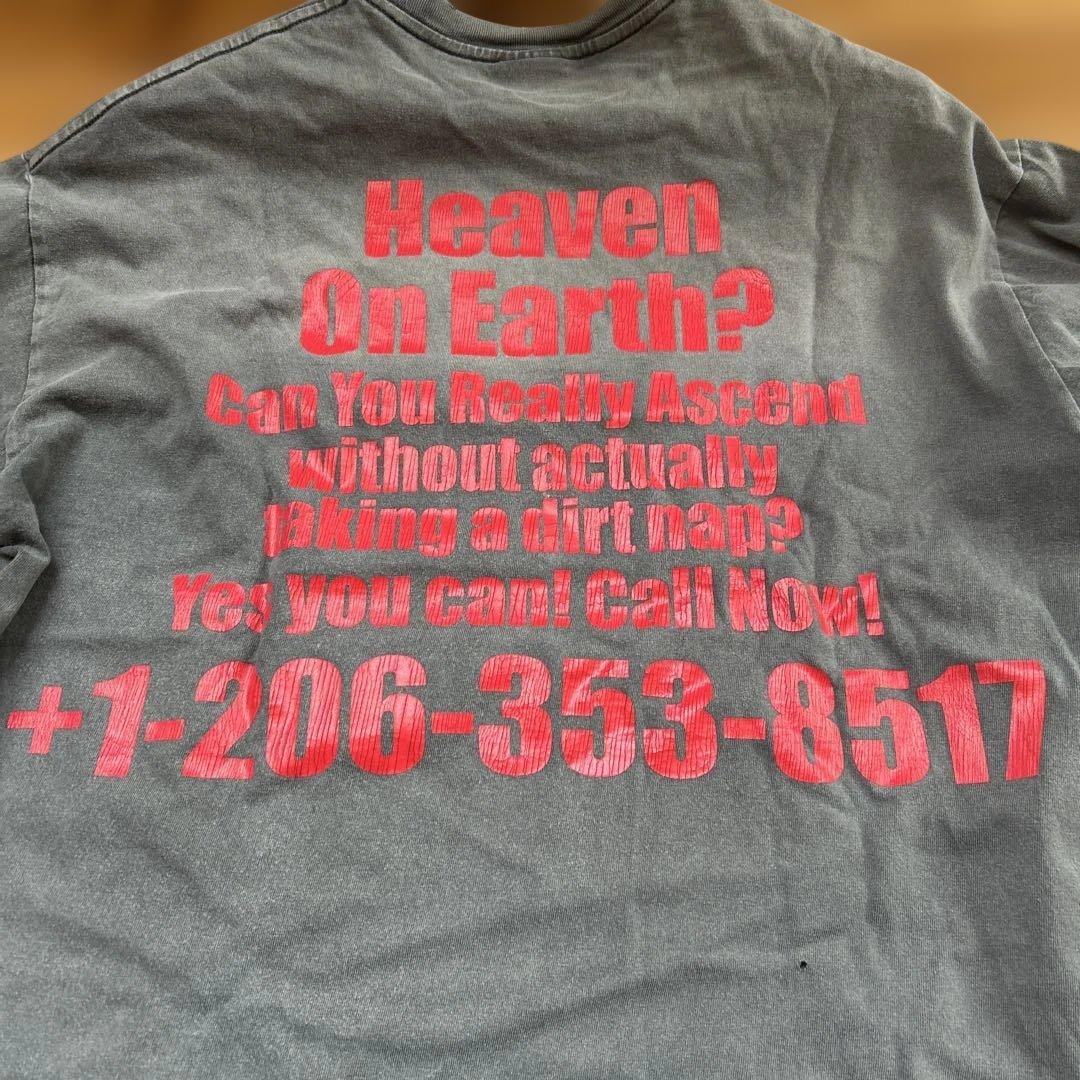 Heaven
On Earth?
Can You Really Ascend
without actually
taking a dirt nap?
Yes you can! Call Now!
+1-206-353-8517